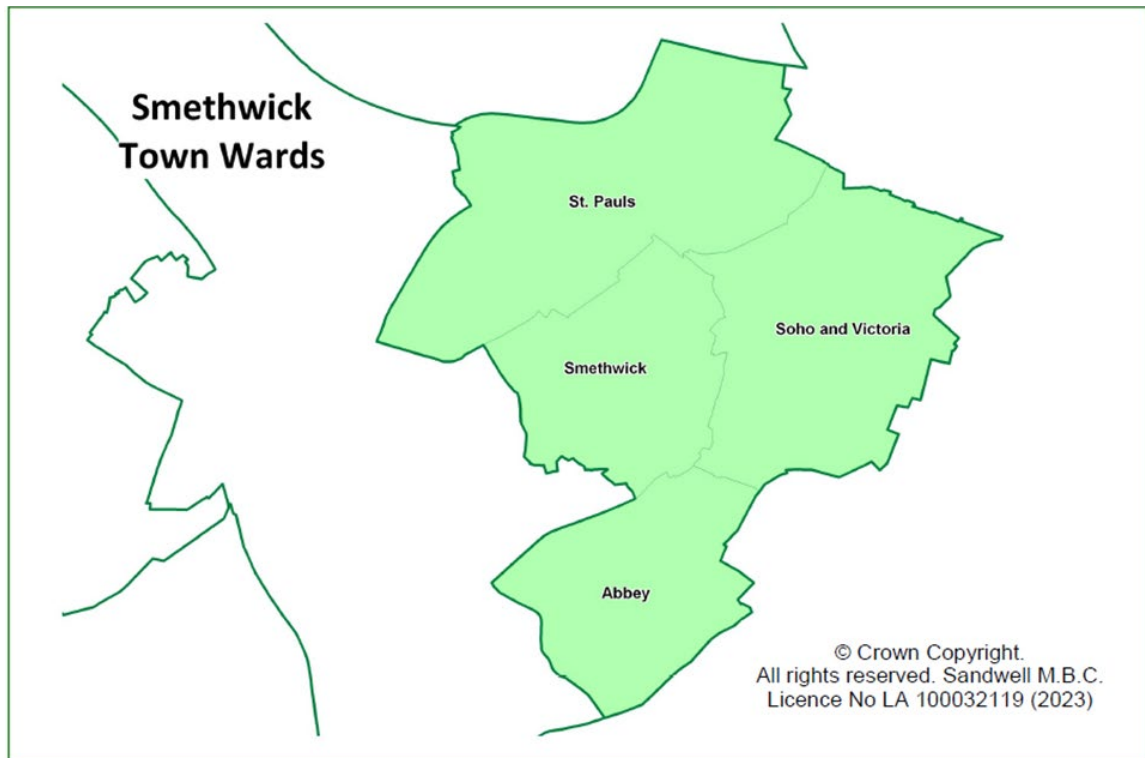 Smethwick
Town Wards
St. Pauls
Soho and Victoria
Smethwick
Abbey
© Crown Copyright.
All rights reserved. Sandwell M.B.C.
Licence No LA 100032119 (2023)